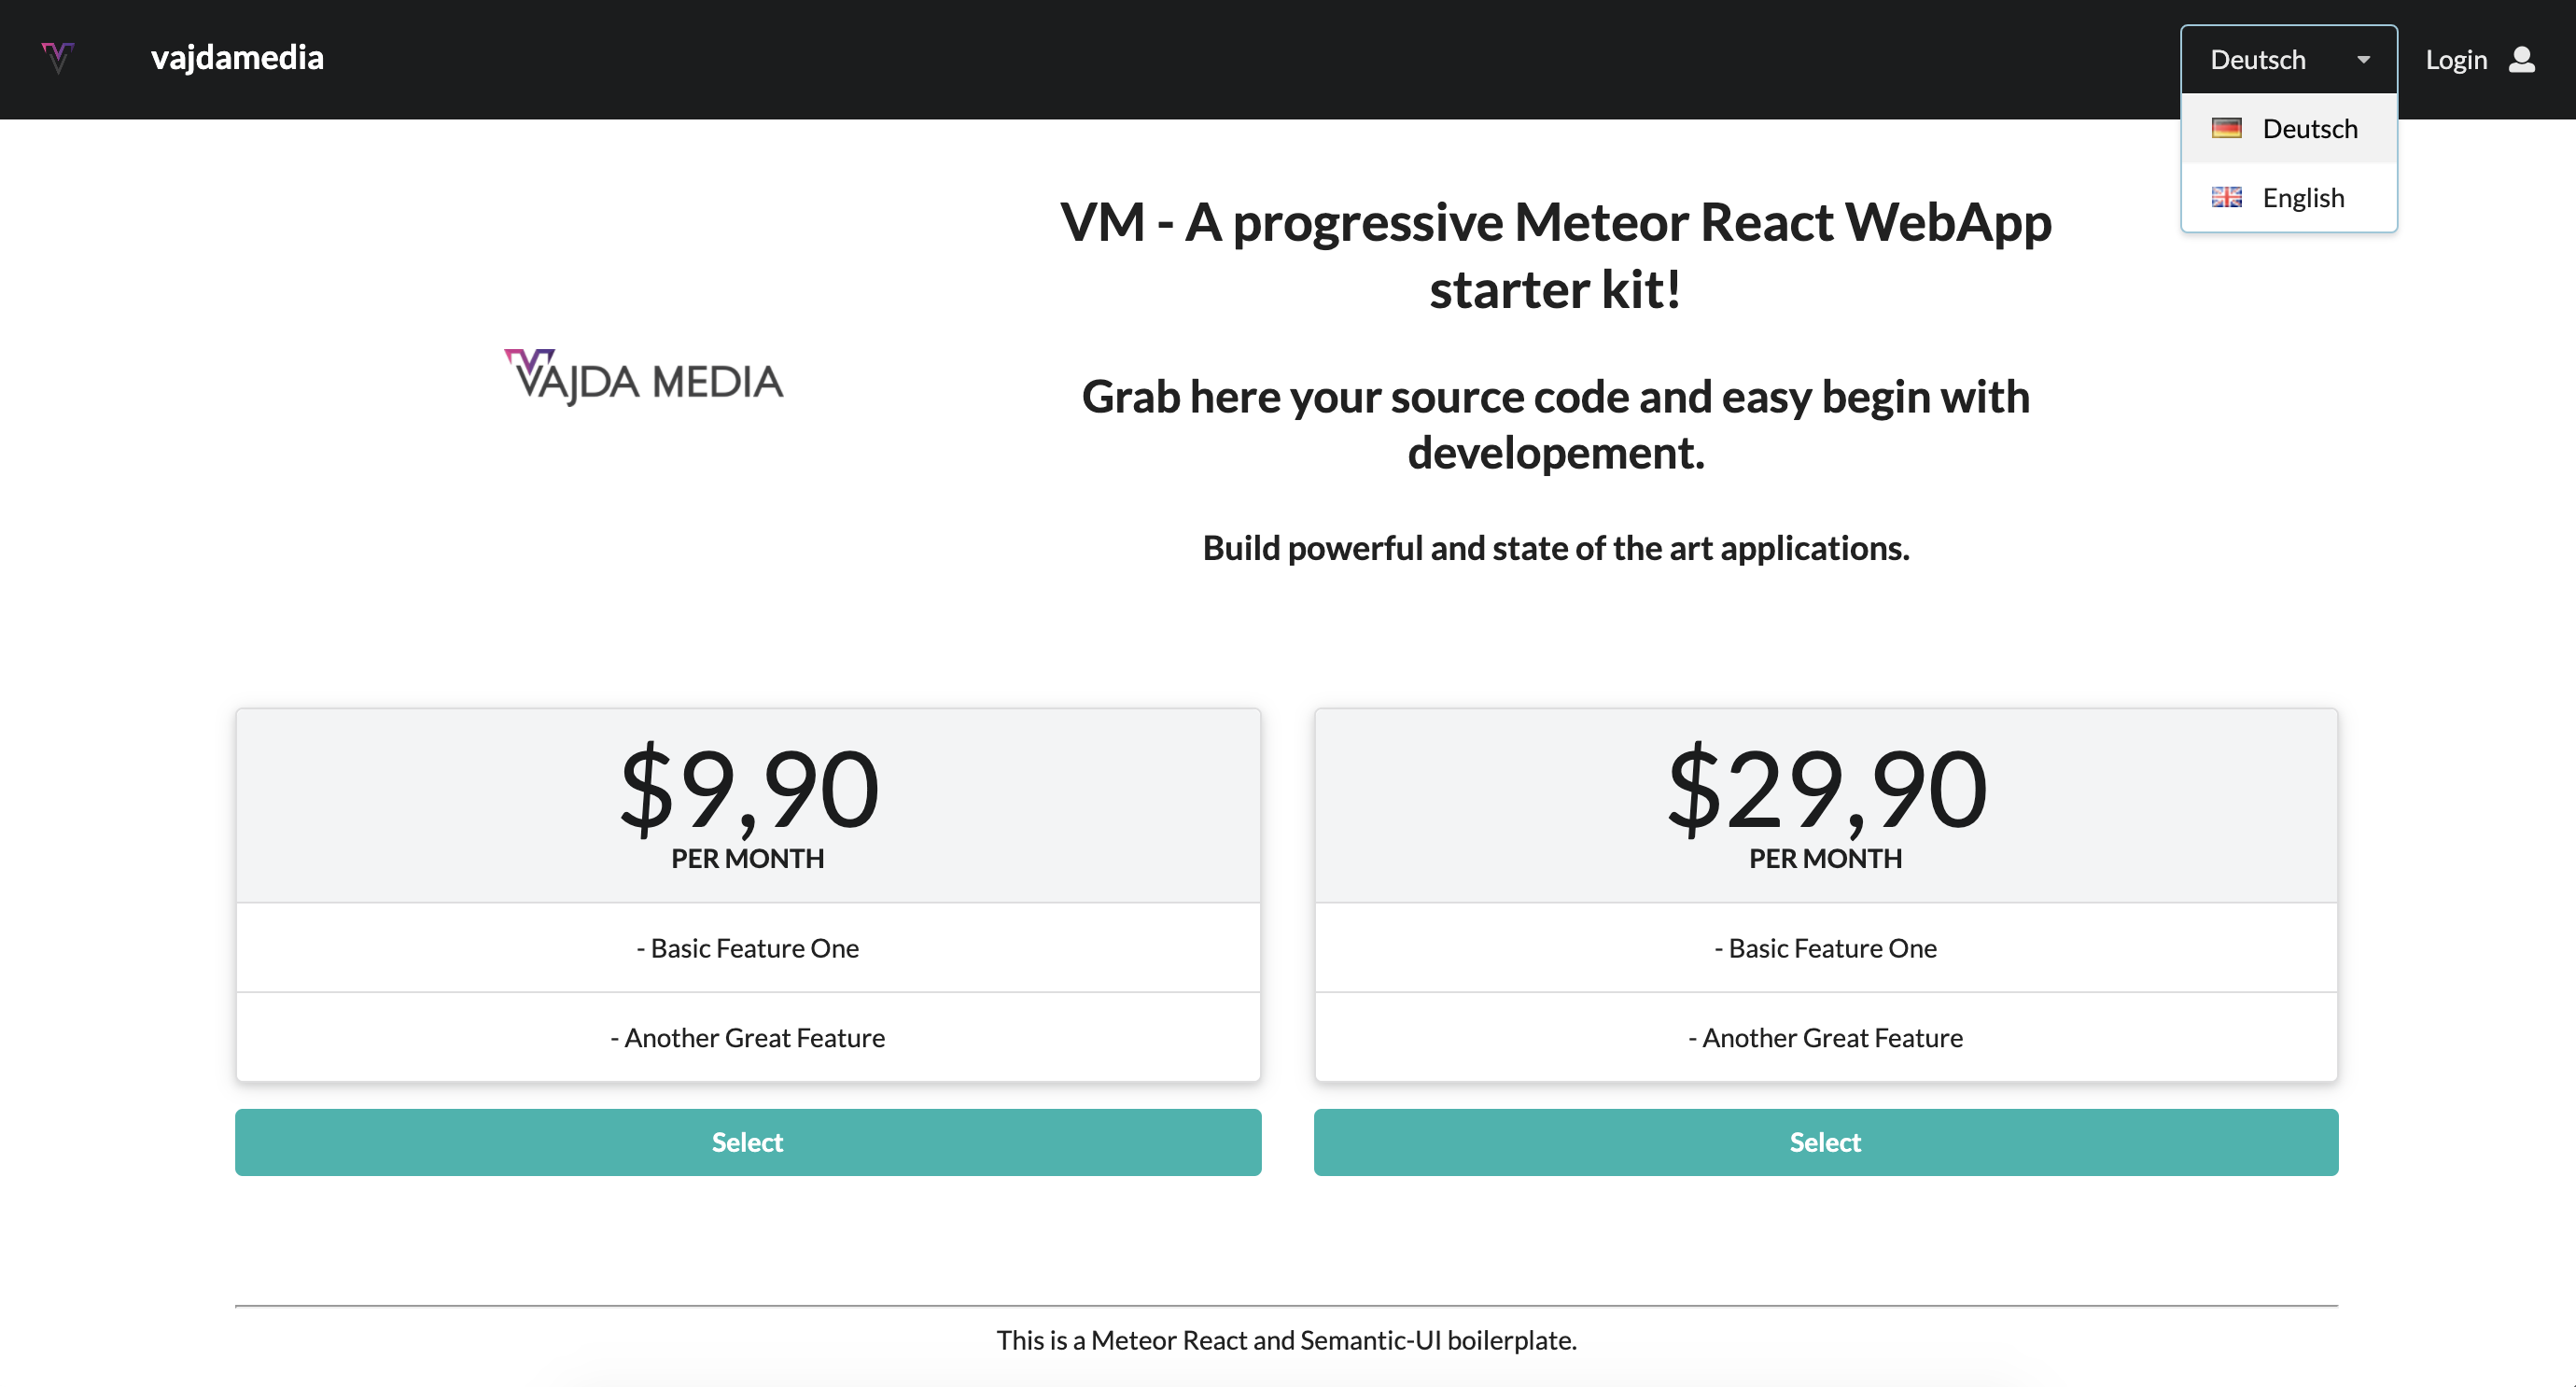 vajdamedia
Deutsch
Login
Deutsch
English
VM - A progressive Meteor React WebApp
starter kit!
VAJDA MEDIA
Grab here your source code and easy begin with
developement.
Build powerful and state of the art applications.
$9,90
PER MONTH
- Basic Feature One
- Another Great Feature
Select
$29,90
PER MONTH
- Basic Feature One
- Another Great Feature
Select
This is a Meteor React and Semantic-UI boilerplate.